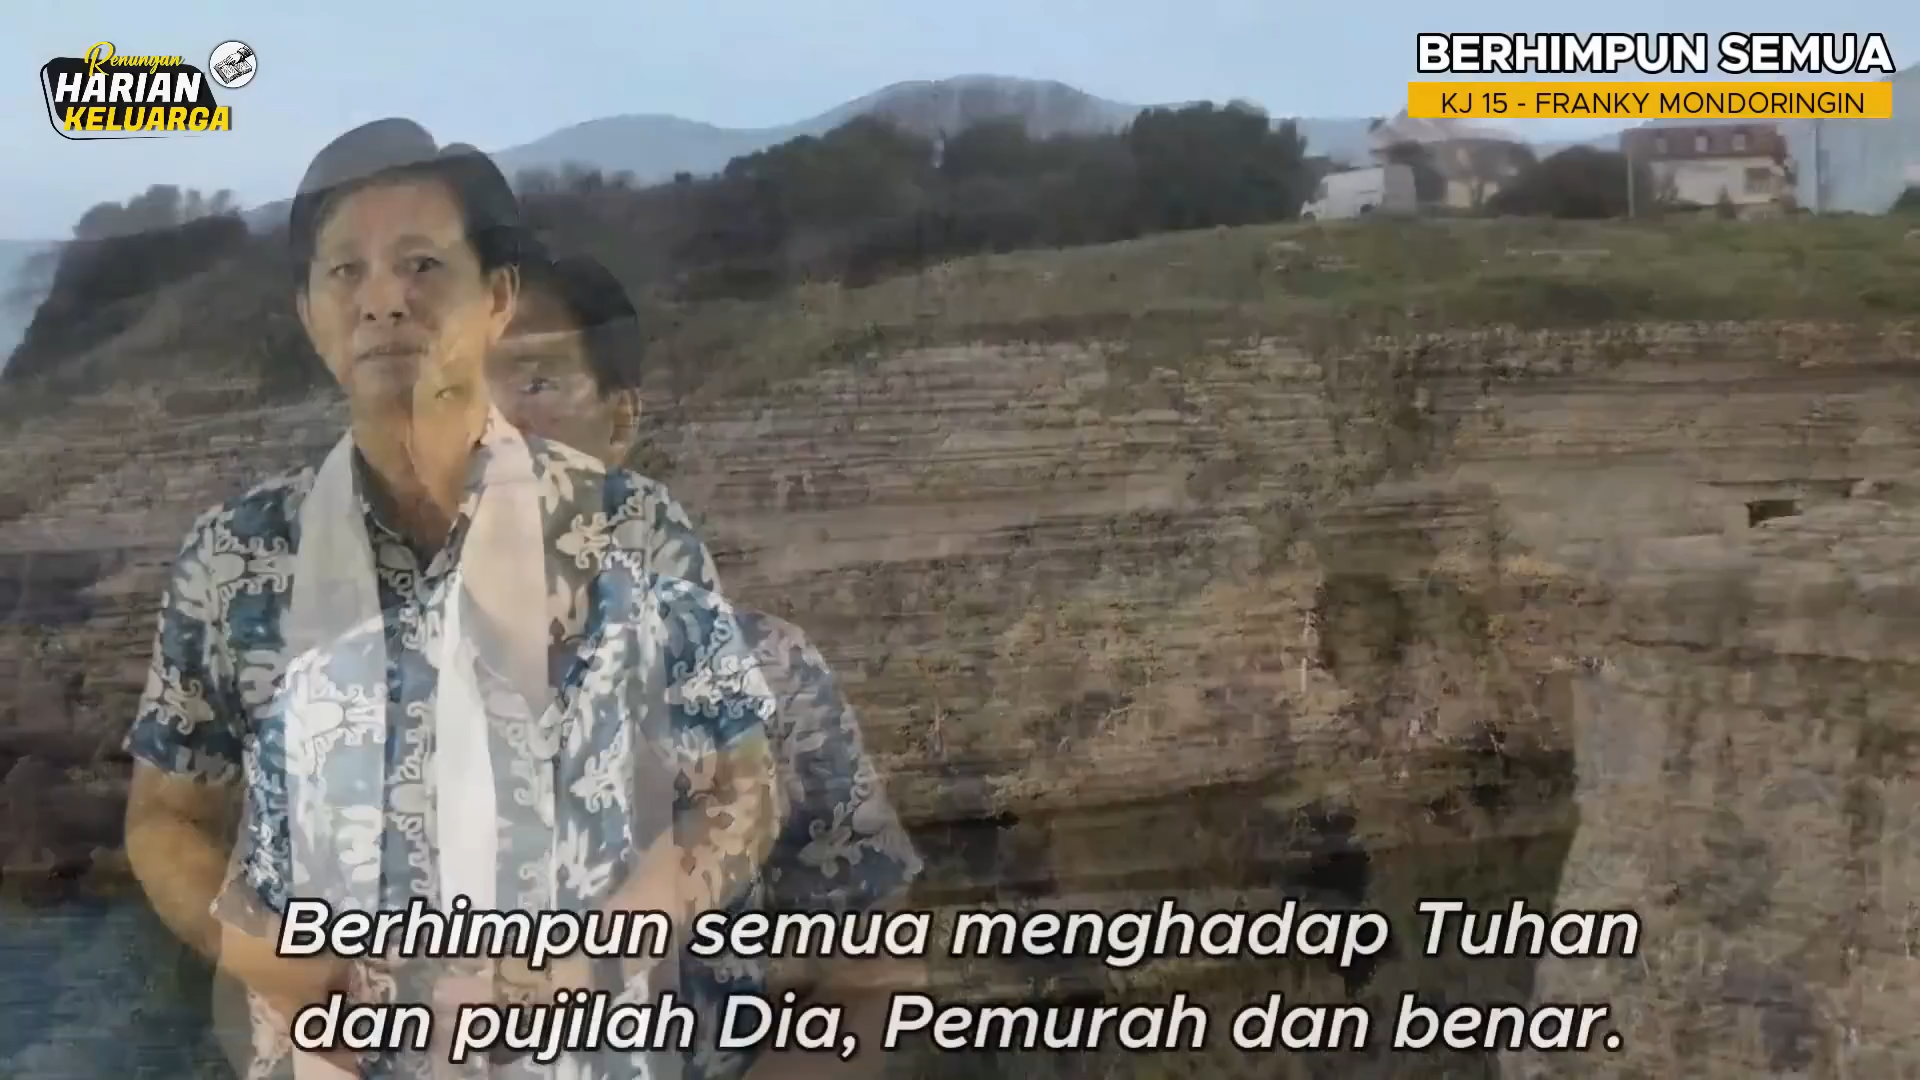 Renungan
HARIAN
KELUARGA
BERHIMPUN SEMUA
KJ 15 - FRANKY MONDORINGIN
Berhimpun semua menghadap Tuhan
dan pujilah Dia, Pemurah dan benar.